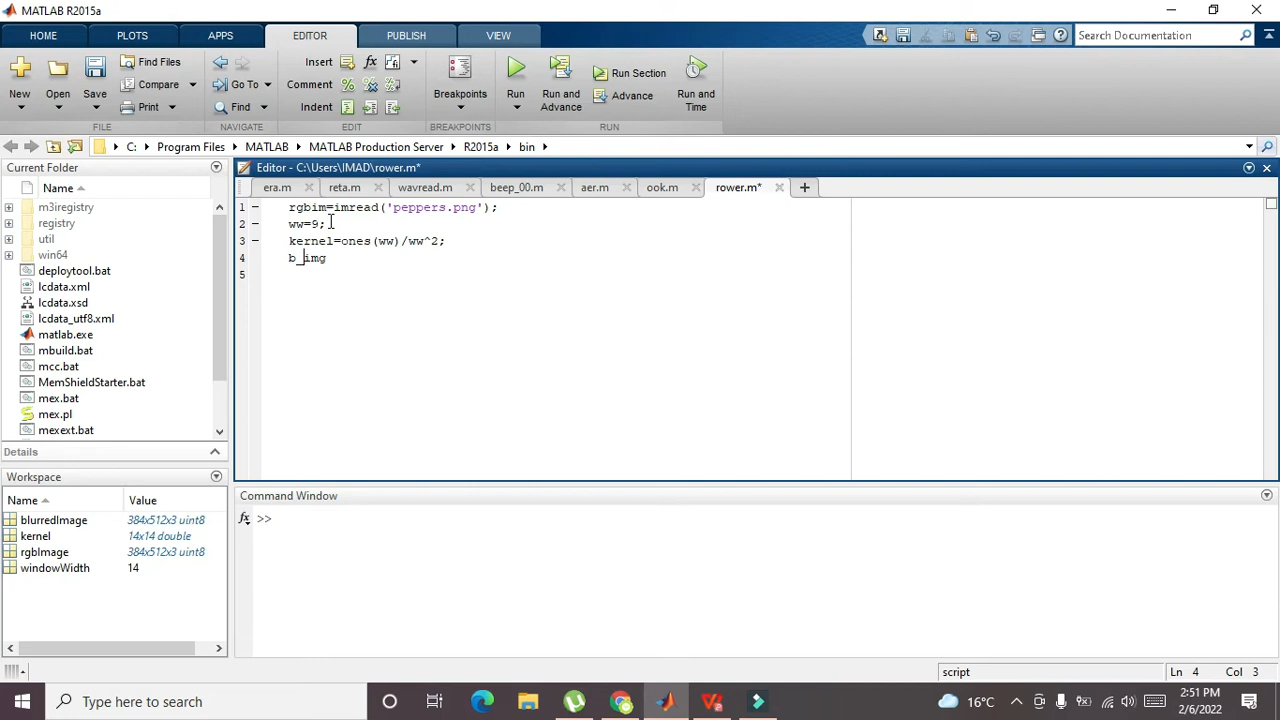 MATLAB R2015a
HOME PLOTS APPS EDITOR PUBLISH VIEW
Search Documentation
New Open Save Find Files Compare Print
Go To Find
Insert Comment Indent
Breakpoints
Run Run and Advance Run Section Advance Run and Time
FILE NAVIGATE EDIT BREAKPOINTS RUN
C: Program Files MATLAB MATLAB Production Server R2015a bin
Current Folder
Name
m3iregistry
registry
util
win64
deploytool.bat
lcdata.xml
lcdata.xsd
lcdata_utf8.xml
matlab.exe
mbuild.bat
mcc.bat
MemShieldStarter.bat
mex.bat
mex.pl
mexext.bat
Details
Workspace
Name Value
blurredImage 384x512x3 uint8
kernel 14x14 double
rgbImage 384x512x3 uint8
windowWidth 14
Editor - C:\Users\IMAD\rower.m*
era.m reta.m wavread.m beep_00.m aer.m ook.m rower.m*
1 rgbim=imread('peppers.png');
2 ww=9;
3 kernel=ones(ww)/ww^2;
4 b_img
5
Command Window
fx >>
script Ln 4 Col 3
Type here to search
16°C
2:51 PM
2/6/2022